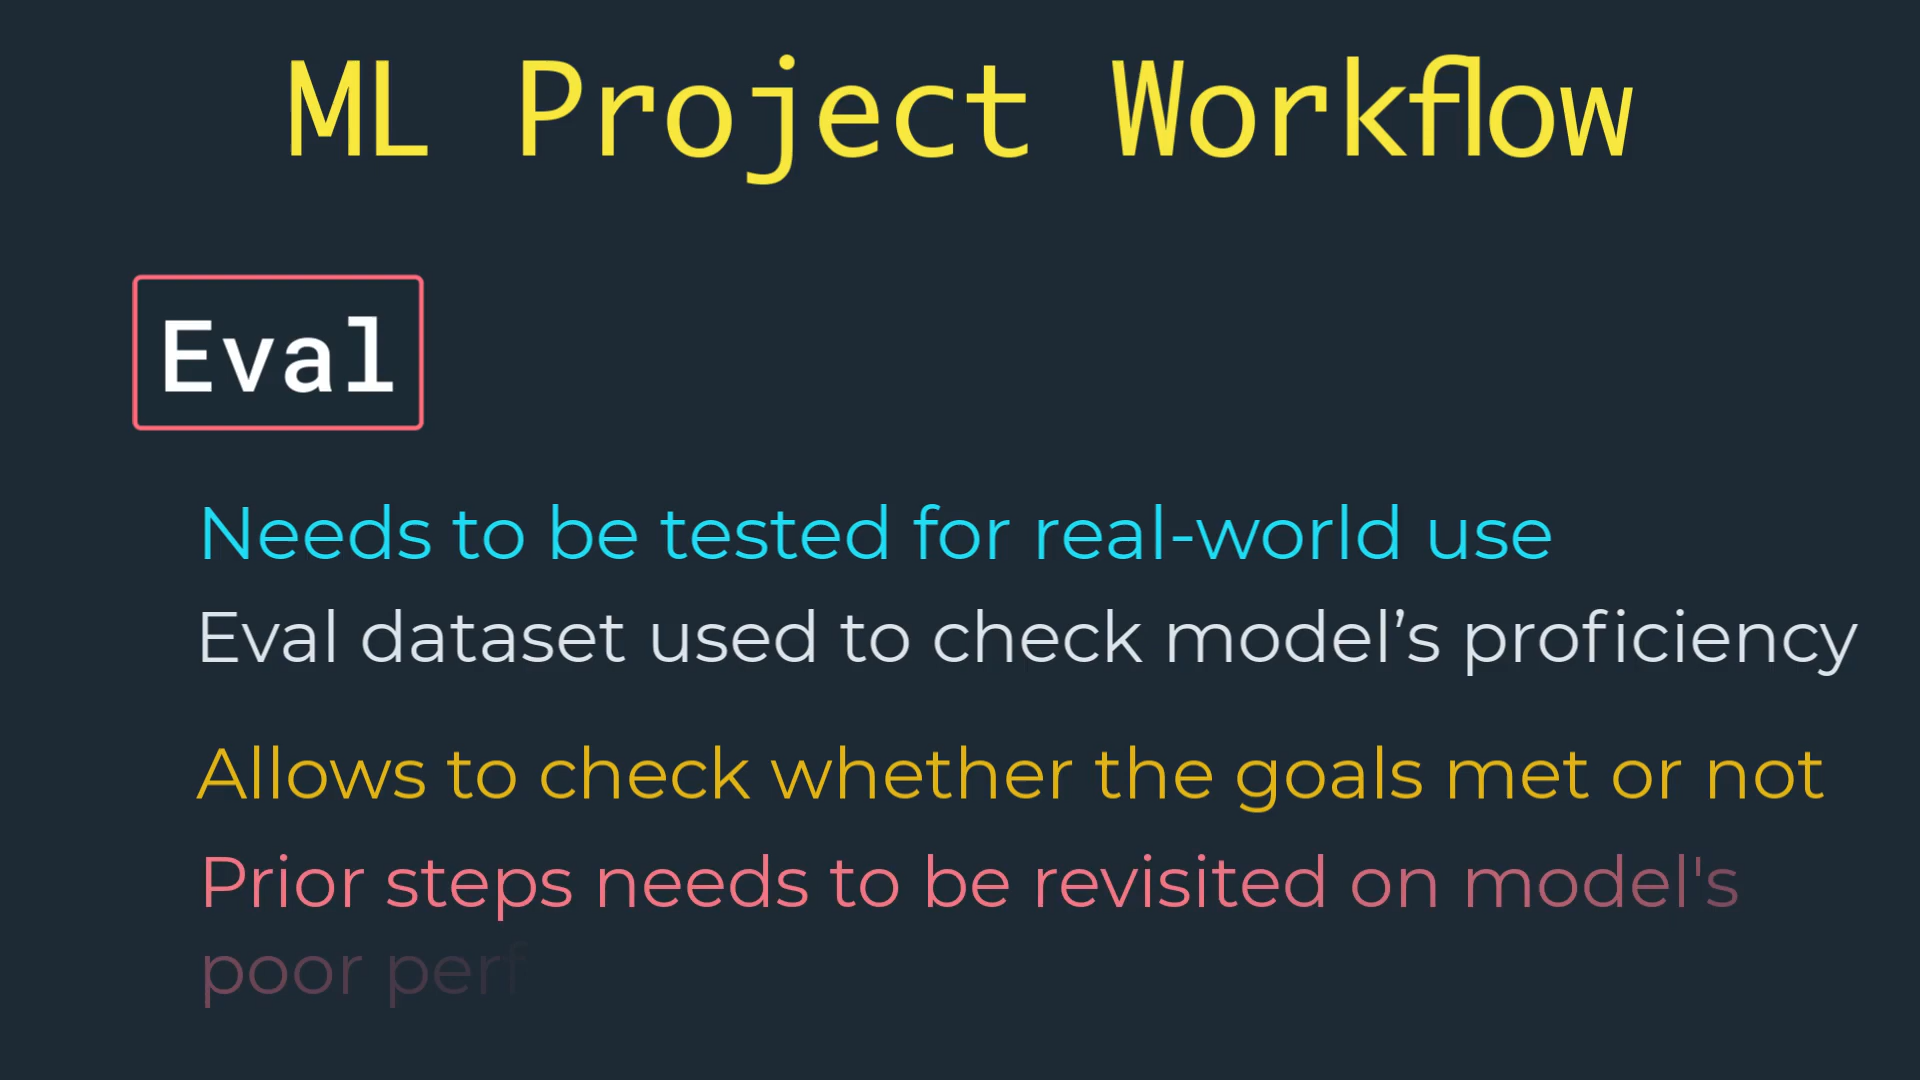 ML Project Workflow
Eval
Needs to be tested for real-world use
Eval dataset used to check model’s proficiency
Allows to check whether the goals met or not
Prior steps needs to be revisited on model's
poor perf